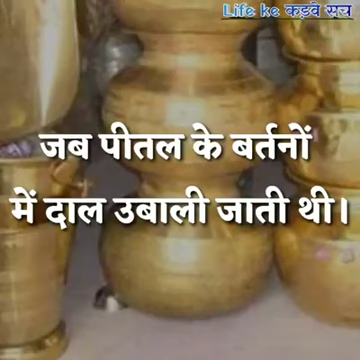 Life ke कड़वे सच
जब पीतल के बर्तनों
में दाल उबाली जाती थी।